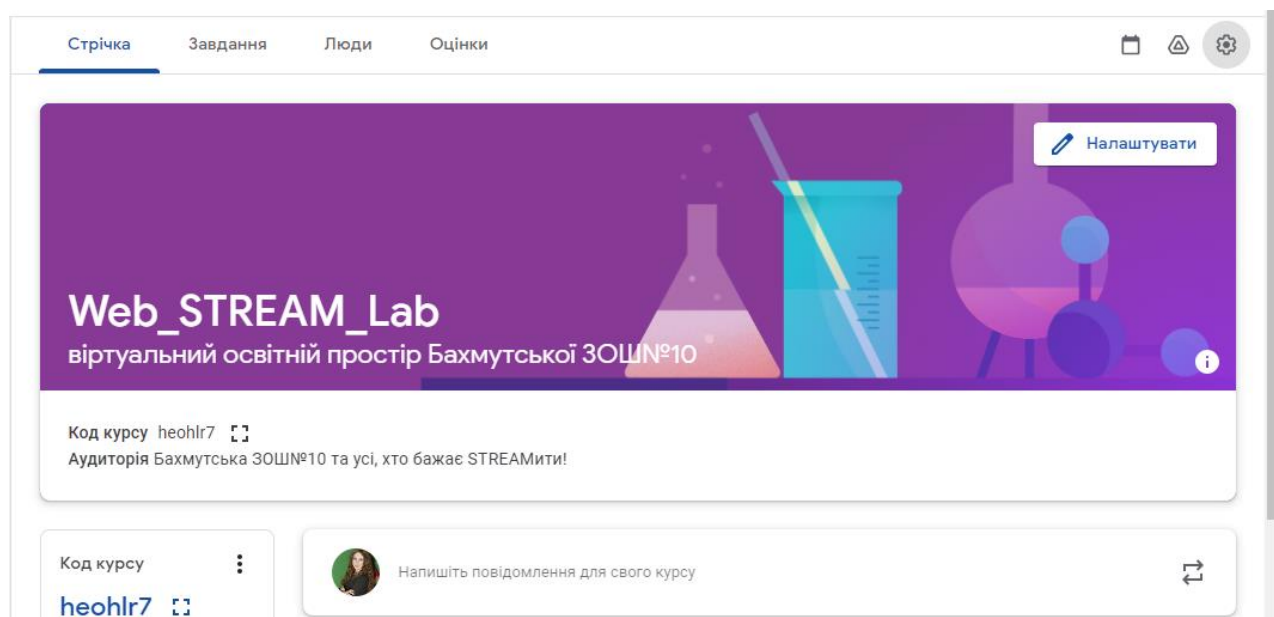 Стрічка Завдання Люди Оцінки
Налаштувати
Web_STREAM_Lab
віртуальний освітній простір Бахмутської ЗОШ№10
Код курсу heohlr7
Аудиторія Бахмутська ЗОШ№10 та усі, хто бажає STREAMити!
Код курсу
Напишіть повідомлення для свого курсу
heohlr7